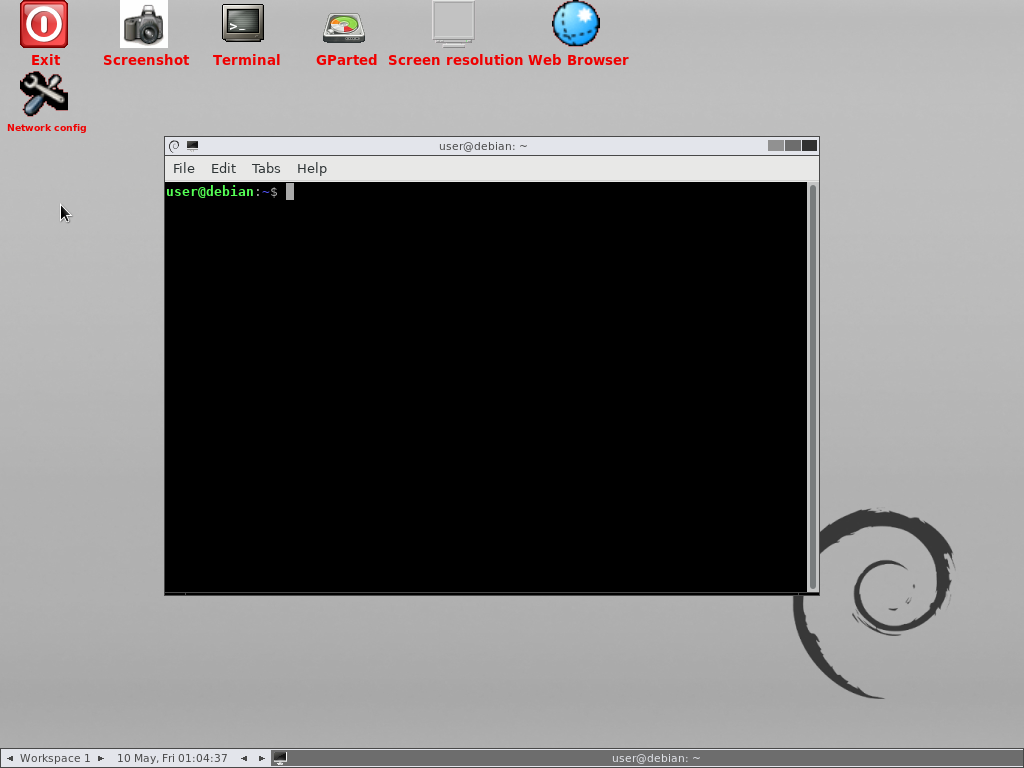 Exit
Screenshot
Terminal
GParted
Screen resolution
Web Browser
Network config
user@debian: ~
File Edit Tabs Help
user@debian:~$
Workspace 1
10 May, Fri 01:04:37
user@debian: ~